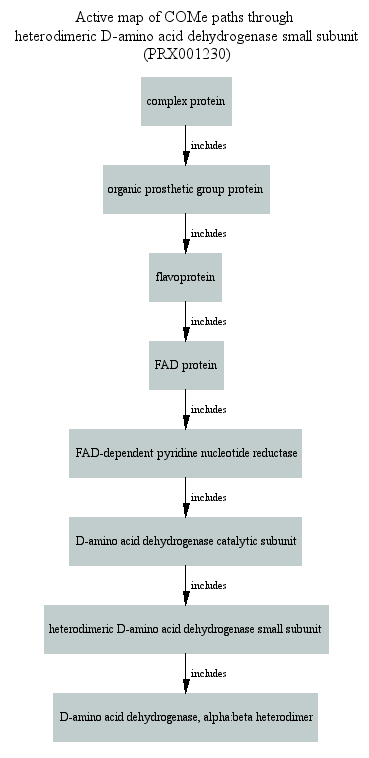 Active map of COMe paths through
heterodimeric D-amino acid dehydrogenase small subunit
(PRX001230)
complex protein
includes
organic prosthetic group protein
includes
flavoprotein
includes
FAD protein
includes
FAD-dependent pyridine nucleotide reductase
includes
D-amino acid dehydrogenase catalytic subunit
includes
heterodimeric D-amino acid dehydrogenase small subunit
includes
D-amino acid dehydrogenase, alpha:beta heterodimer